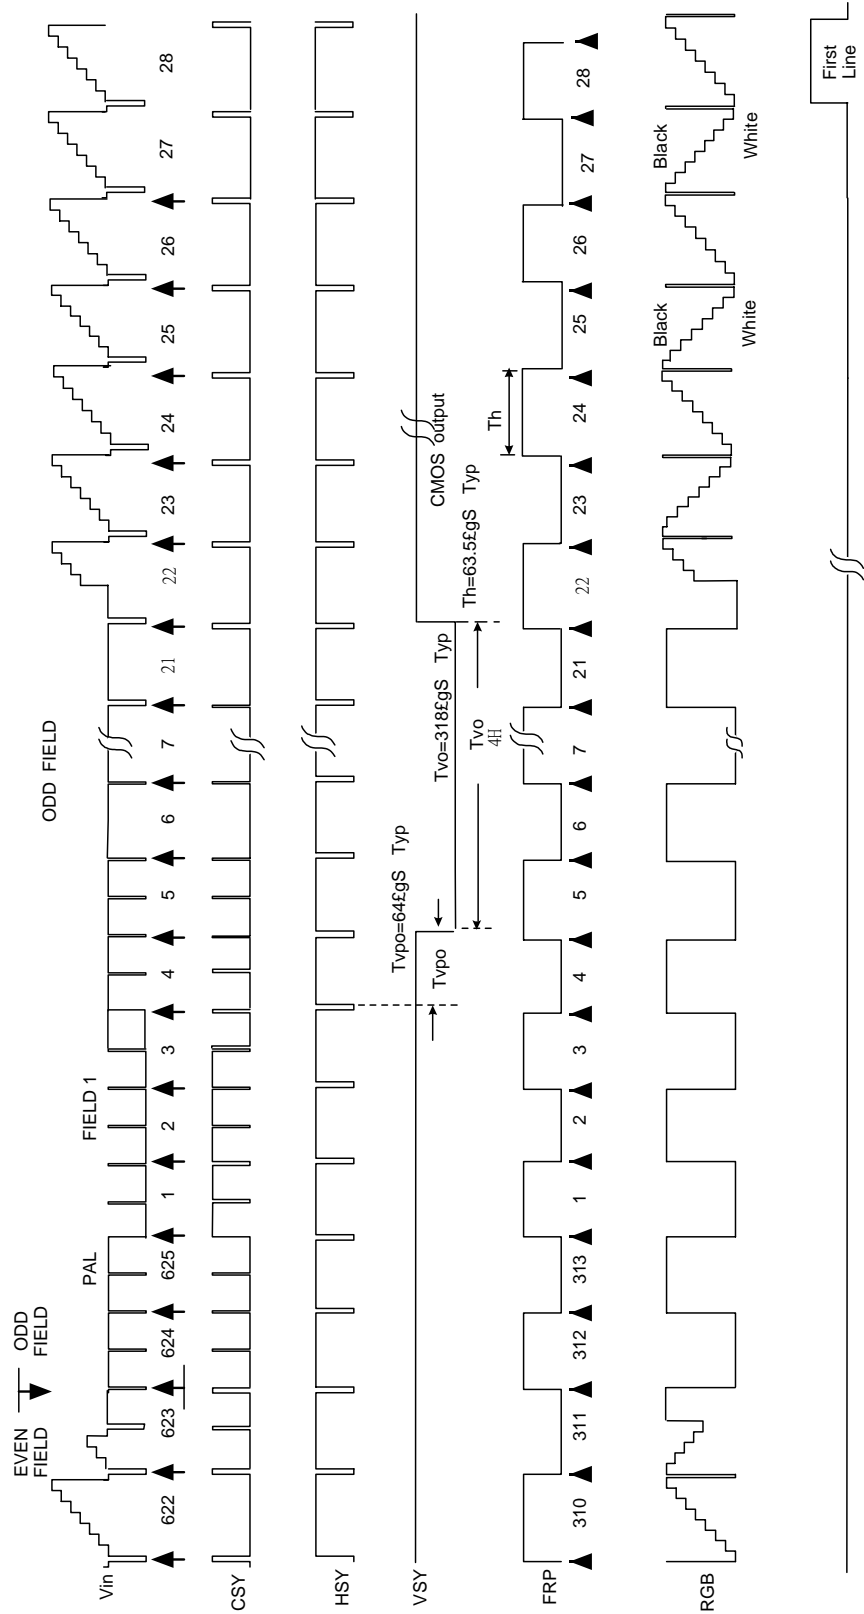 EVEN
FIELD
ODD
FIELD
ODD FIELD
PAL
FIELD 1
Vin
622
623
624
625
1
2
3
4
5
6
7
21
22
23
24
25
26
27
28
CSY
HSY
VSY
Tvpo
Tvpo=64£gS Typ
Tvo=318£gS Typ
Tvo
4H
CMOS output
Th=63.5£gS Typ
Th
FRP
310
311
312
313
1
2
3
4
5
6
7
21
22
23
24
25
26
27
28
RGB
Black
White
Black
White
First
Line